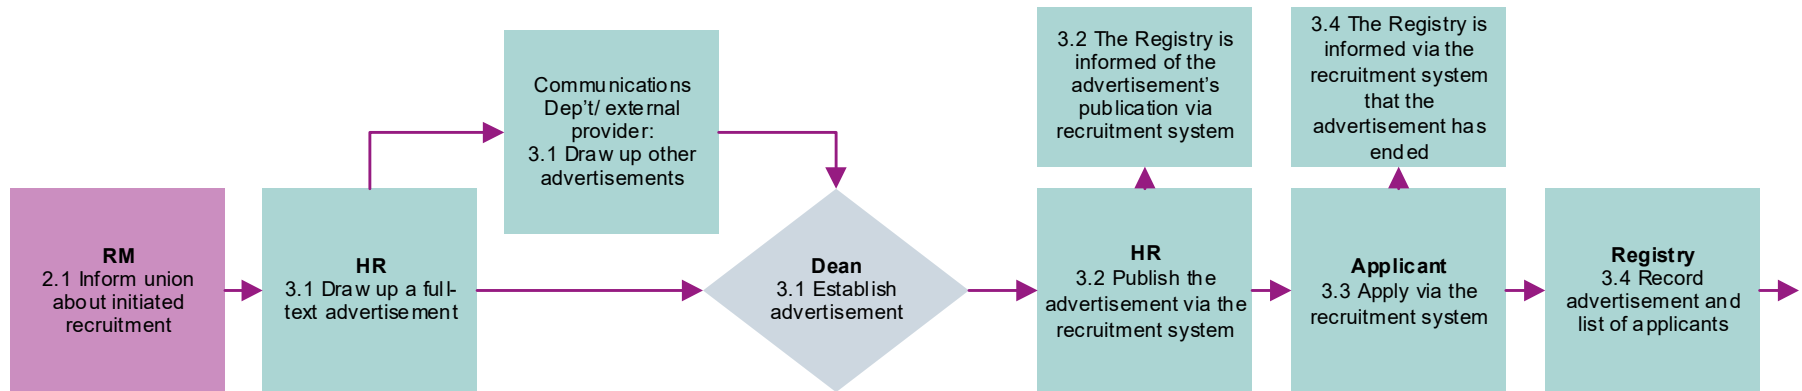 RM
2.1 Inform union
about initiated
recruitment
HR
3.1 Draw up a full-
text advertisement
Communications
Dep't/ external
provider:
3.1 Draw up other
advertisements
Dean
3.1 Establish
advertisement
3.2 The Registry is
informed of the
advertisement's
publication via
recruitment system
HR
3.2 Publish the
advertisement via the
recruitment system
3.4 The Registry is
informed via the
recruitment system
that the
advertisement has
ended
Applicant
3.3 Apply via the
recruitment system
Registry
3.4 Record
advertisement and
list of applicants